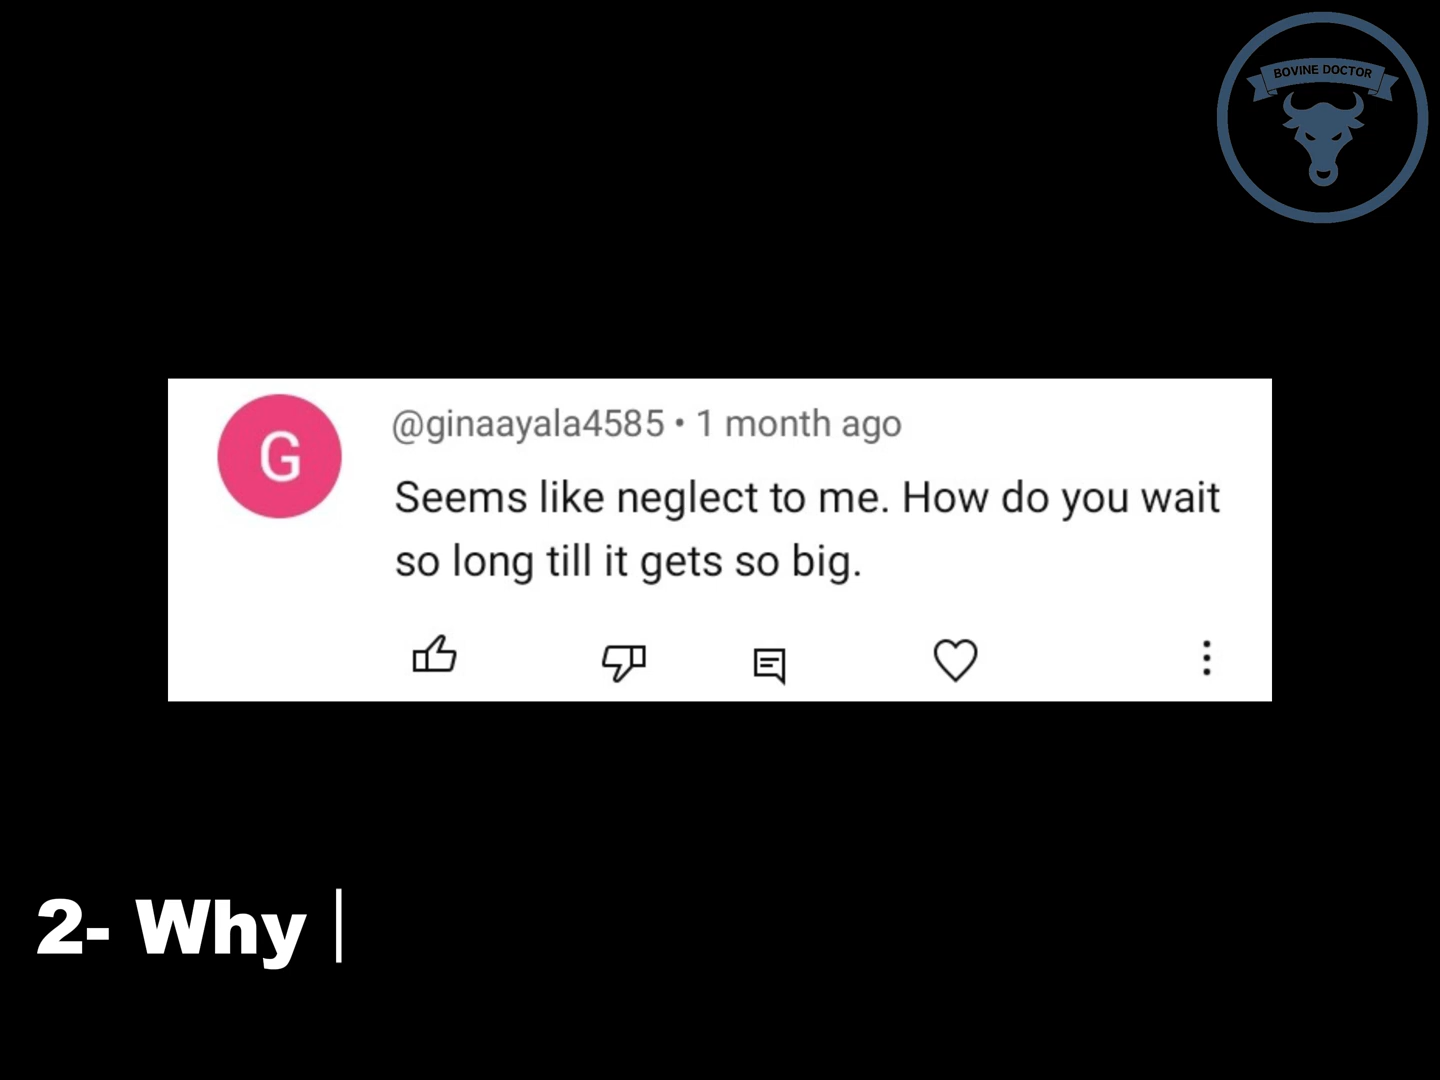 BOVINE DOCTOR
G
@ginaayala4585 • 1 month ago
Seems like neglect to me. How do you wait
so long till it gets so big.
2- Why